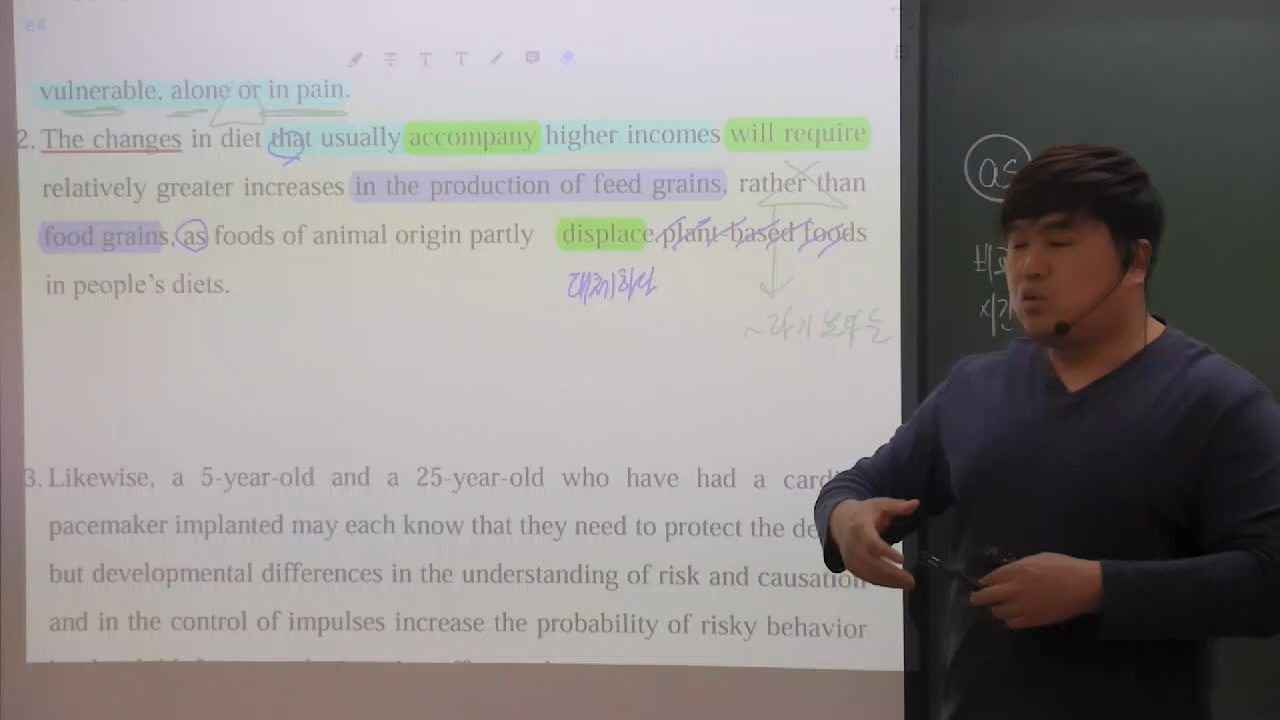 vulnerable, alone or in pain.
2. The changes in diet that usually accompany higher incomes will require
relatively greater increases in the production of feed grains, rather than
food grains, as foods of animal origin partly displace plant-based foods
in people's diets.
대체하다
~라기 보다는
3. Likewise, a 5-year-old and a 25-year-old who have had a
pacemaker implanted may each know that they need to protect the
but developmental differences in the understanding of risk and causation
and in the control of impulses increase the probability of risky behavior
as
시간